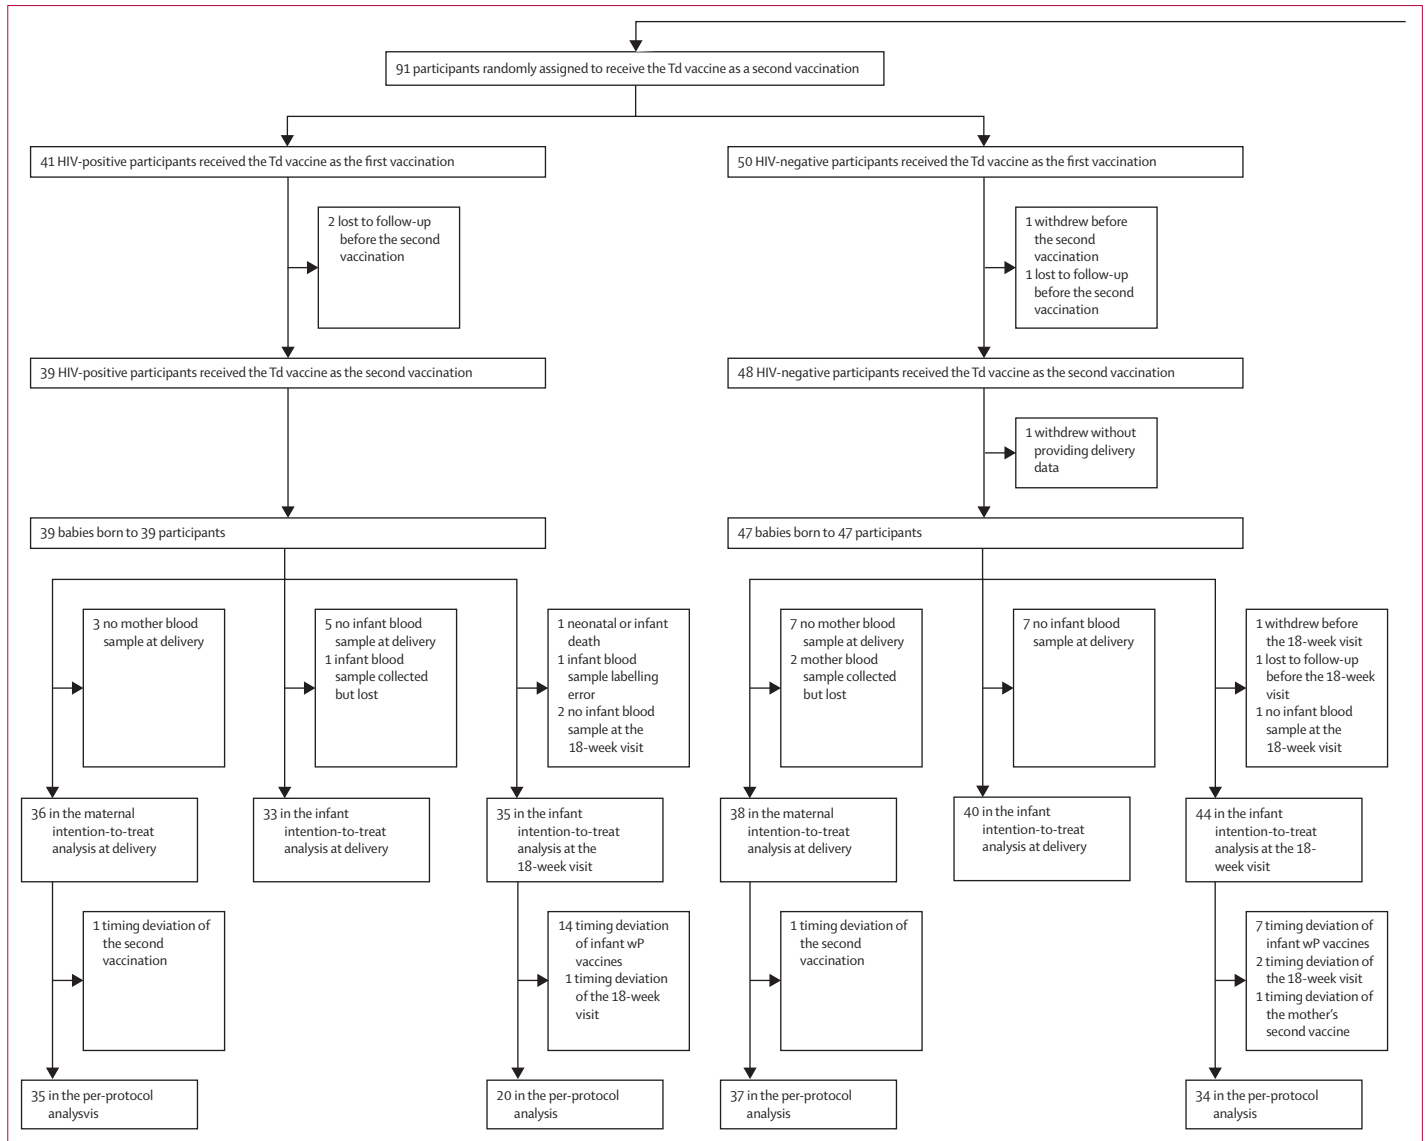 91 participants randomly assigned to receive the Td vaccine as a second vaccination
41 HIV-positive participants received the Td vaccine as the first vaccination
50 HIV-negative participants received the Td vaccine as the first vaccination
2 lost to follow-up
before the second
vaccination
1 withdrew before
the second
vaccination
1 lost to follow-up
before the second
vaccination
39 HIV-positive participants received the Td vaccine as the second vaccination
48 HIV-negative participants received the Td vaccine as the second vaccination
1 withdrew without
providing delivery
data
39 babies born to 39 participants
47 babies born to 47 participants
3 no mother blood
sample at delivery
5 no infant blood
sample at delivery
1 infant blood
sample collected
but lost
1 neonatal or infant
death
1 infant blood
sample labelling
error
2 no infant blood
sample at the
18-week visit
7 no mother blood
sample at delivery
2 mother blood
sample collected
but lost
7 no infant blood
sample at delivery
1 withdrew before
the 18-week visit
1 lost to follow-up
before the 18-week
visit
1 no infant blood
sample at the
18-week visit
36 in the maternal
intention-to-treat
analysis at delivery
33 in the infant
intention-to-treat
analysis at delivery
35 in the infant
intention-to-treat
analysis at the
18-week visit
38 in the maternal
intention-to-treat
analysis at delivery
40 in the infant
intention-to-treat
analysis at delivery
44 in the infant
intention-to-treat
analysis at the 18-
week visit
1 timing deviation of
the second
vaccination
14 timing deviation
of infant wP
vaccines
1 timing deviation
of the 18-week
visit
1 timing deviation of
the second
vaccination
7 timing deviation of
infant wP vaccines
2 timing deviation of
the 18-week visit
1 timing deviation of
the mother's
second vaccine
35 in the per-protocol
analysvis
20 in the per-protocol
analysis
37 in the per-protocol
analysis
34 in the per-protocol
analysis